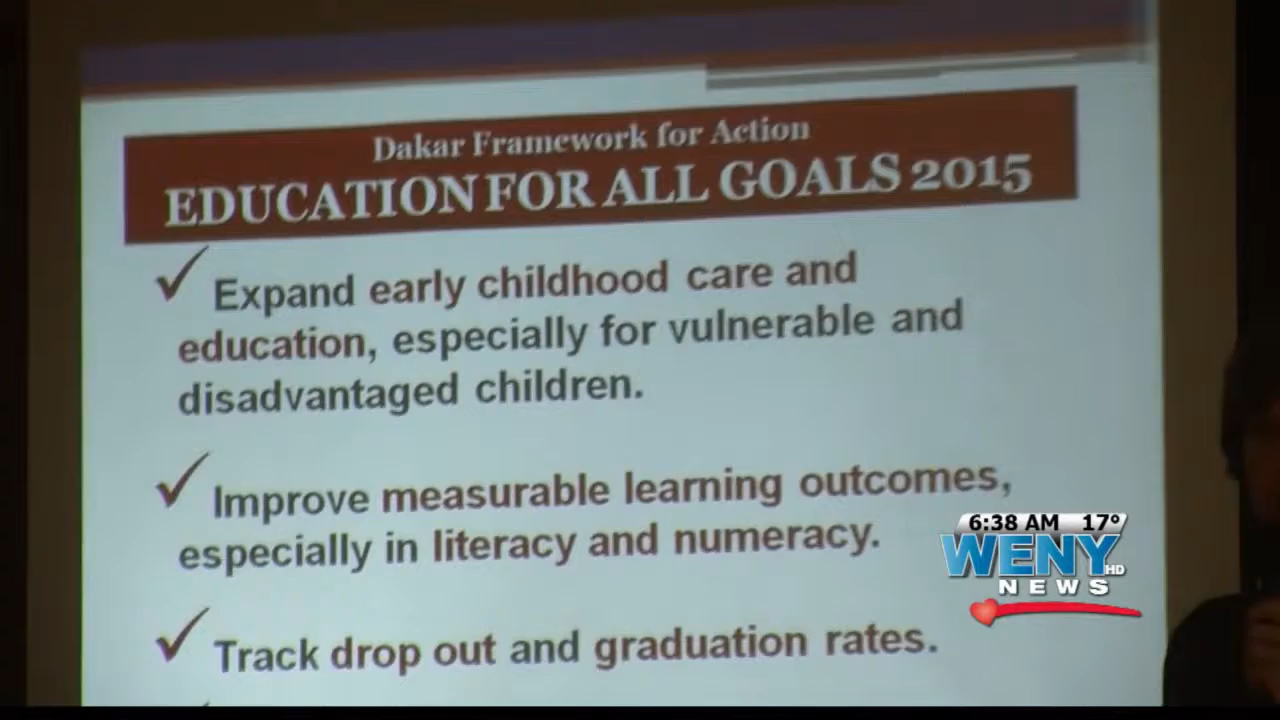 Dakar Framework for Action
EDUCATION FOR ALL GOALS 2015
✓ Expand early childhood care and
education, especially for vulnerable and
disadvantaged children.
✓ Improve measurable learning outcomes,
especially in literacy and numeracy.
✓ Track drop out and graduation rates.
6:38 AM 17°
WENY HD
NEWS